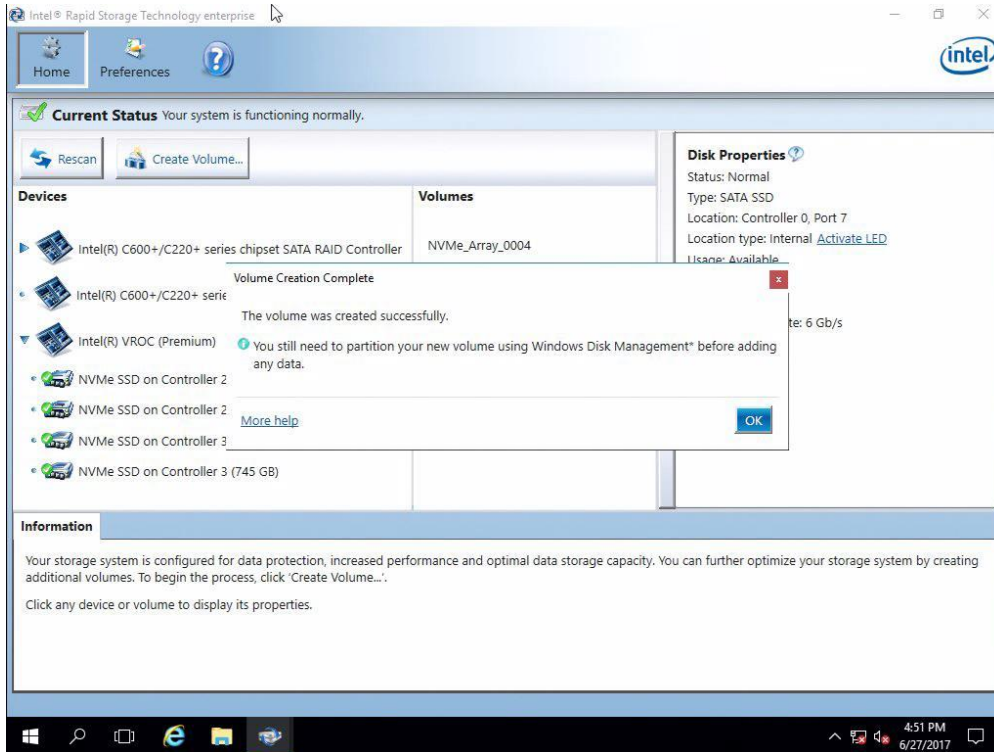 Intel® Rapid Storage Technology enterprise
Home
Preferences
?
intel
Current Status Your system is functioning normally.
Rescan
Create Volume...
Devices
Volumes
Intel(R) C600+/C220+ series chipset SATA RAID Controller
NVMe_Array_0004
Intel(R) C600+/C220+ serie
Intel(R) VROC (Premium)
NVMe SSD on Controller 2
NVMe SSD on Controller 2
NVMe SSD on Controller 3
NVMe SSD on Controller 3 (745 GB)
Disk Properties ?
Status: Normal
Type: SATA SSD
Location: Controller 0, Port 7
Location type: Internal Activate LED
Usage: Available
te: 6 Gb/s
Volume Creation Complete
x
The volume was created successfully.
You still need to partition your new volume using Windows Disk Management* before adding
any data.
More help
OK
Information
Your storage system is configured for data protection, increased performance and optimal data storage capacity. You can further optimize your storage system by creating
additional volumes. To begin the process, click 'Create Volume...'.
Click any device or volume to display its properties.
4:51 PM
6/27/2017